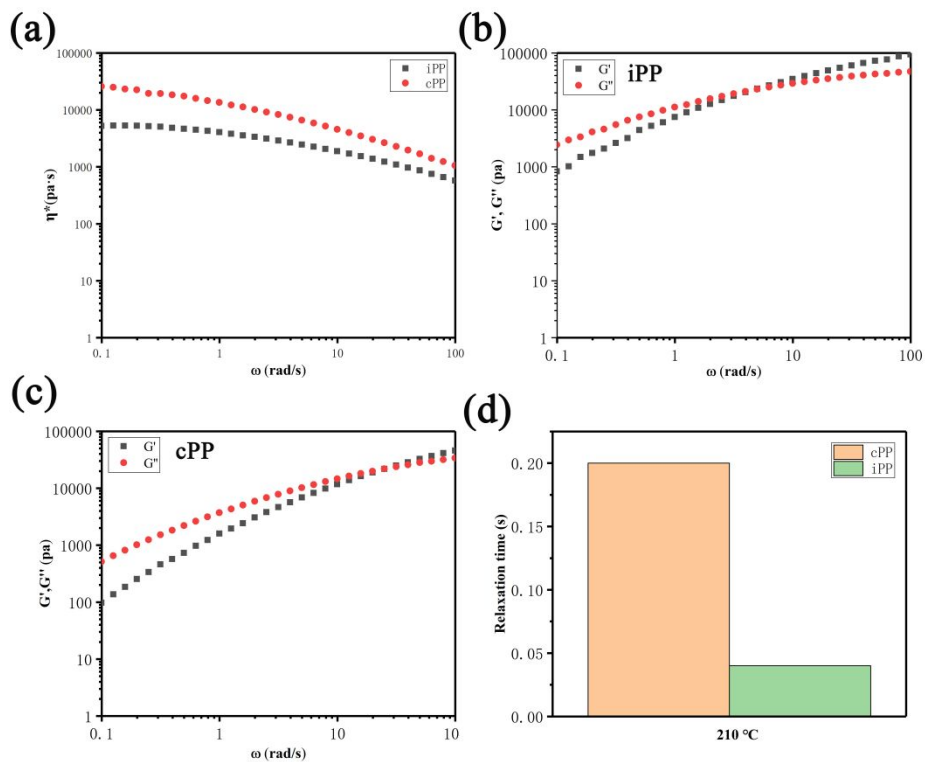 (a)
100000
10000
1000
100
10
1
η*(pa·s)
iPP
cPP
0.1
1
10
100
ω (rad/s)
(b)
100000
10000
1000
100
10
1
G', G'' (pa)
G'
G''
iPP
0.1
1
10
100
ω (rad/s)
(c)
100000
10000
1000
100
10
1
G',G'' (pa)
G'
G''
cPP
0.1
1
10
10
ω (rad/s)
(d)
0.20
0.15
0.10
0.05
0.00
Relaxation time (s)
cPP
iPP
210 °C